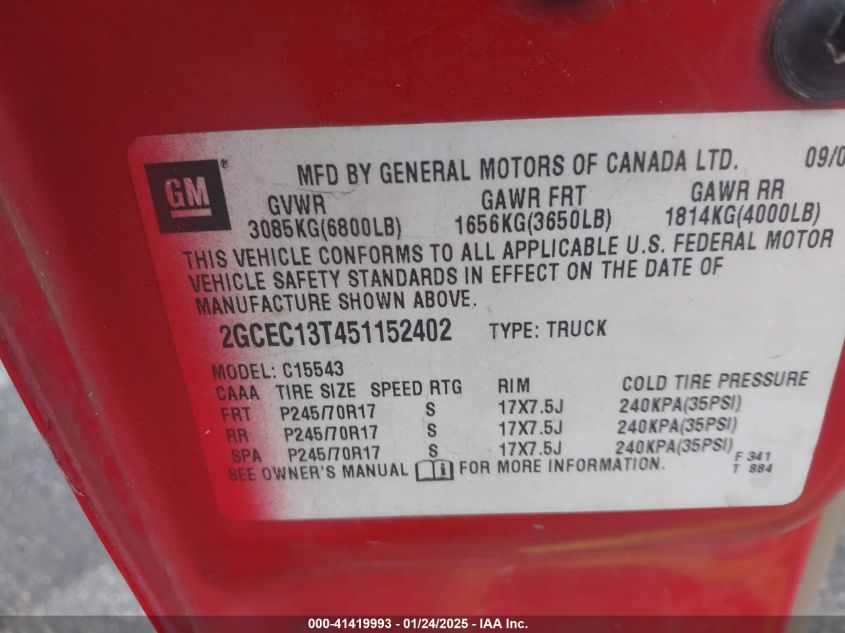 GM®
MFD BY GENERAL MOTORS OF CANADA LTD. 09/0
GVWR GAWR FRT GAWR RR
3085KG(6800LB) 1656KG(3650LB) 1814KG(4000LB)
THIS VEHICLE CONFORMS TO ALL APPLICABLE U.S. FEDERAL MOTOR
VEHICLE SAFETY STANDARDS IN EFFECT ON THE DATE OF
MANUFACTURE SHOWN ABOVE.
2GCEC13T451152402 TYPE: TRUCK
MODEL: C15543
CAAA TIRE SIZE SPEED RTG RIM COLD TIRE PRESSURE
FRT P245/70R17 S 17X7.5J 240KPA(35PSI)
RR P245/70R17 S 17X7.5J 240KPA(35PSI)
SPA P245/70R17 S 17X7.5J 240KPA(35PSI)
SEE OWNER'S MANUAL FOR MORE INFORMATION.
F 341
T 884
000-41419993 - 01/24/2025 - IAA Inc.